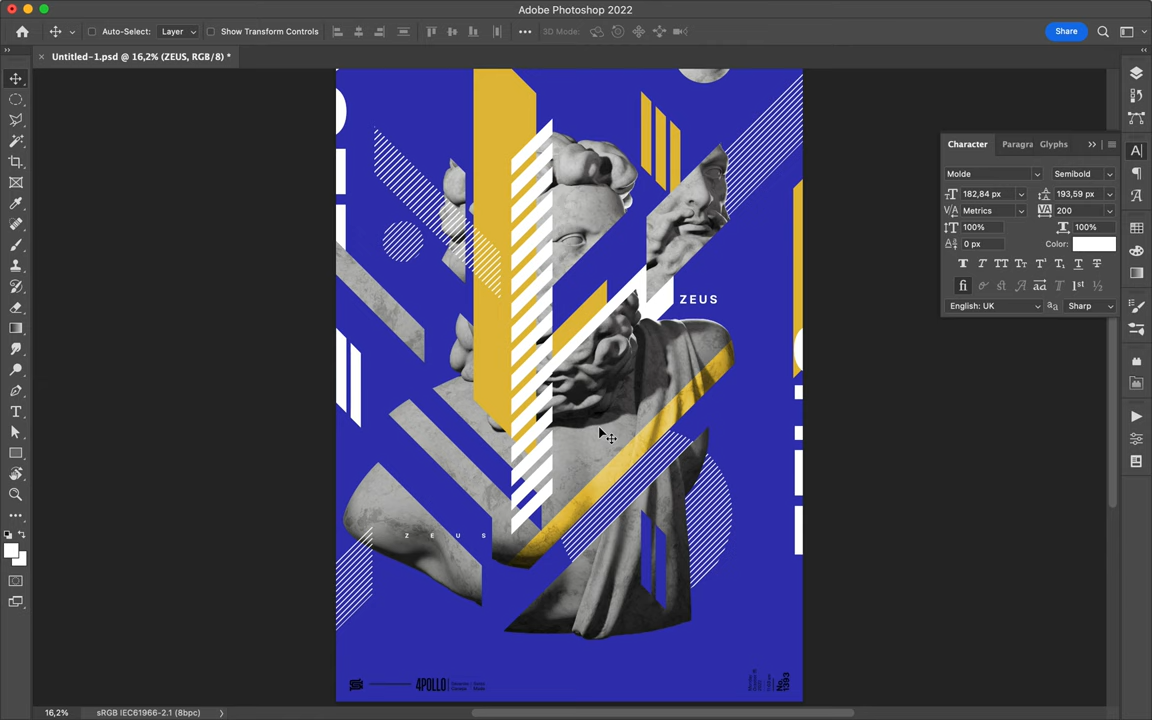 Adobe Photoshop 2022
Auto-Select: Layer Show Transform Controls 3D Mode: Share
Untitled-1.psd @ 16,2% (ZEUS, RGB/8) *
Character Paragra Glyphs
Molde Semibold
182,84 px 193,59 px
Metrics 200
100% 100%
0 px Color:
English: UK Sharp
ZEUS
Z E U S
4POLLO
No. 1393
16,2% sRGB IEC61966-2.1 (8bpc)